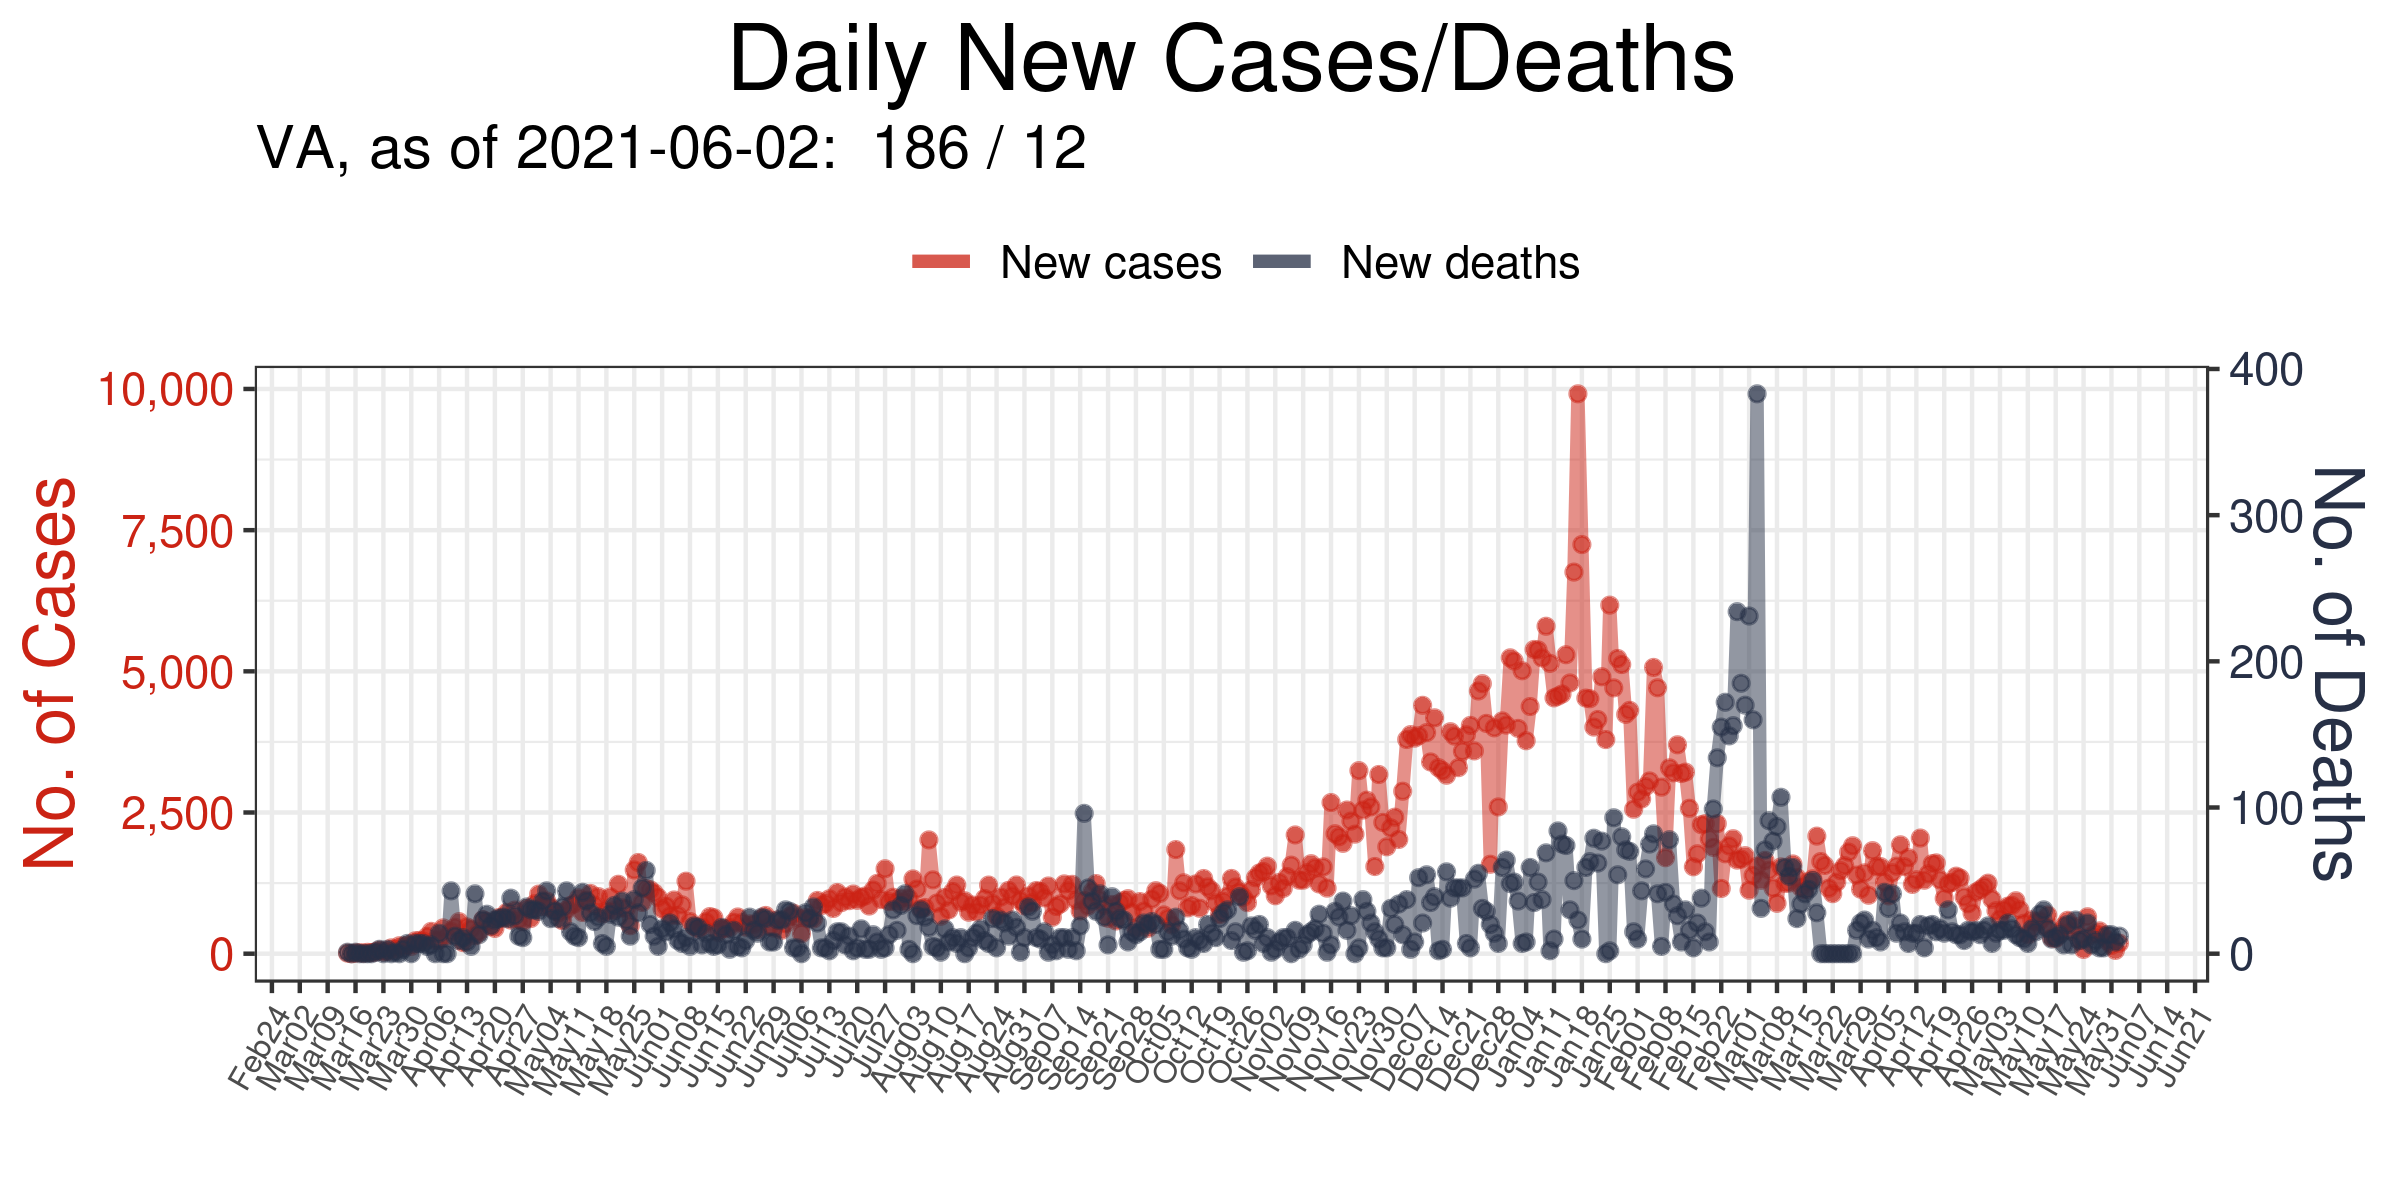 Daily New Cases/Deaths
VA, as of 2021-06-02:  186 / 12
New cases
New deaths
No. of Cases
10,000
7,500
5,000
2,500
0
400
300
200
100
0
No. of Deaths
Feb24
Mar02
Mar09
Mar16
Mar23
Mar30
Apr06
Apr13
Apr20
Apr27
May04
May11
May18
May25
Jun01
Jun08
Jun15
Jun22
Jun29
Jul06
Jul13
Jul20
Jul27
Aug03
Aug10
Aug17
Aug24
Aug31
Sep07
Sep14
Sep21
Sep28
Oct05
Oct12
Oct19
Oct26
Nov02
Nov09
Nov16
Nov23
Nov30
Dec07
Dec14
Dec21
Dec28
Jan04
Jan11
Jan18
Jan25
Feb01
Feb08
Feb15
Feb22
Mar01
Mar08
Mar15
Mar22
Mar29
Apr05
Apr12
Apr19
Apr26
May03
May10
May17
May24
May31
Jun07
Jun14
Jun21